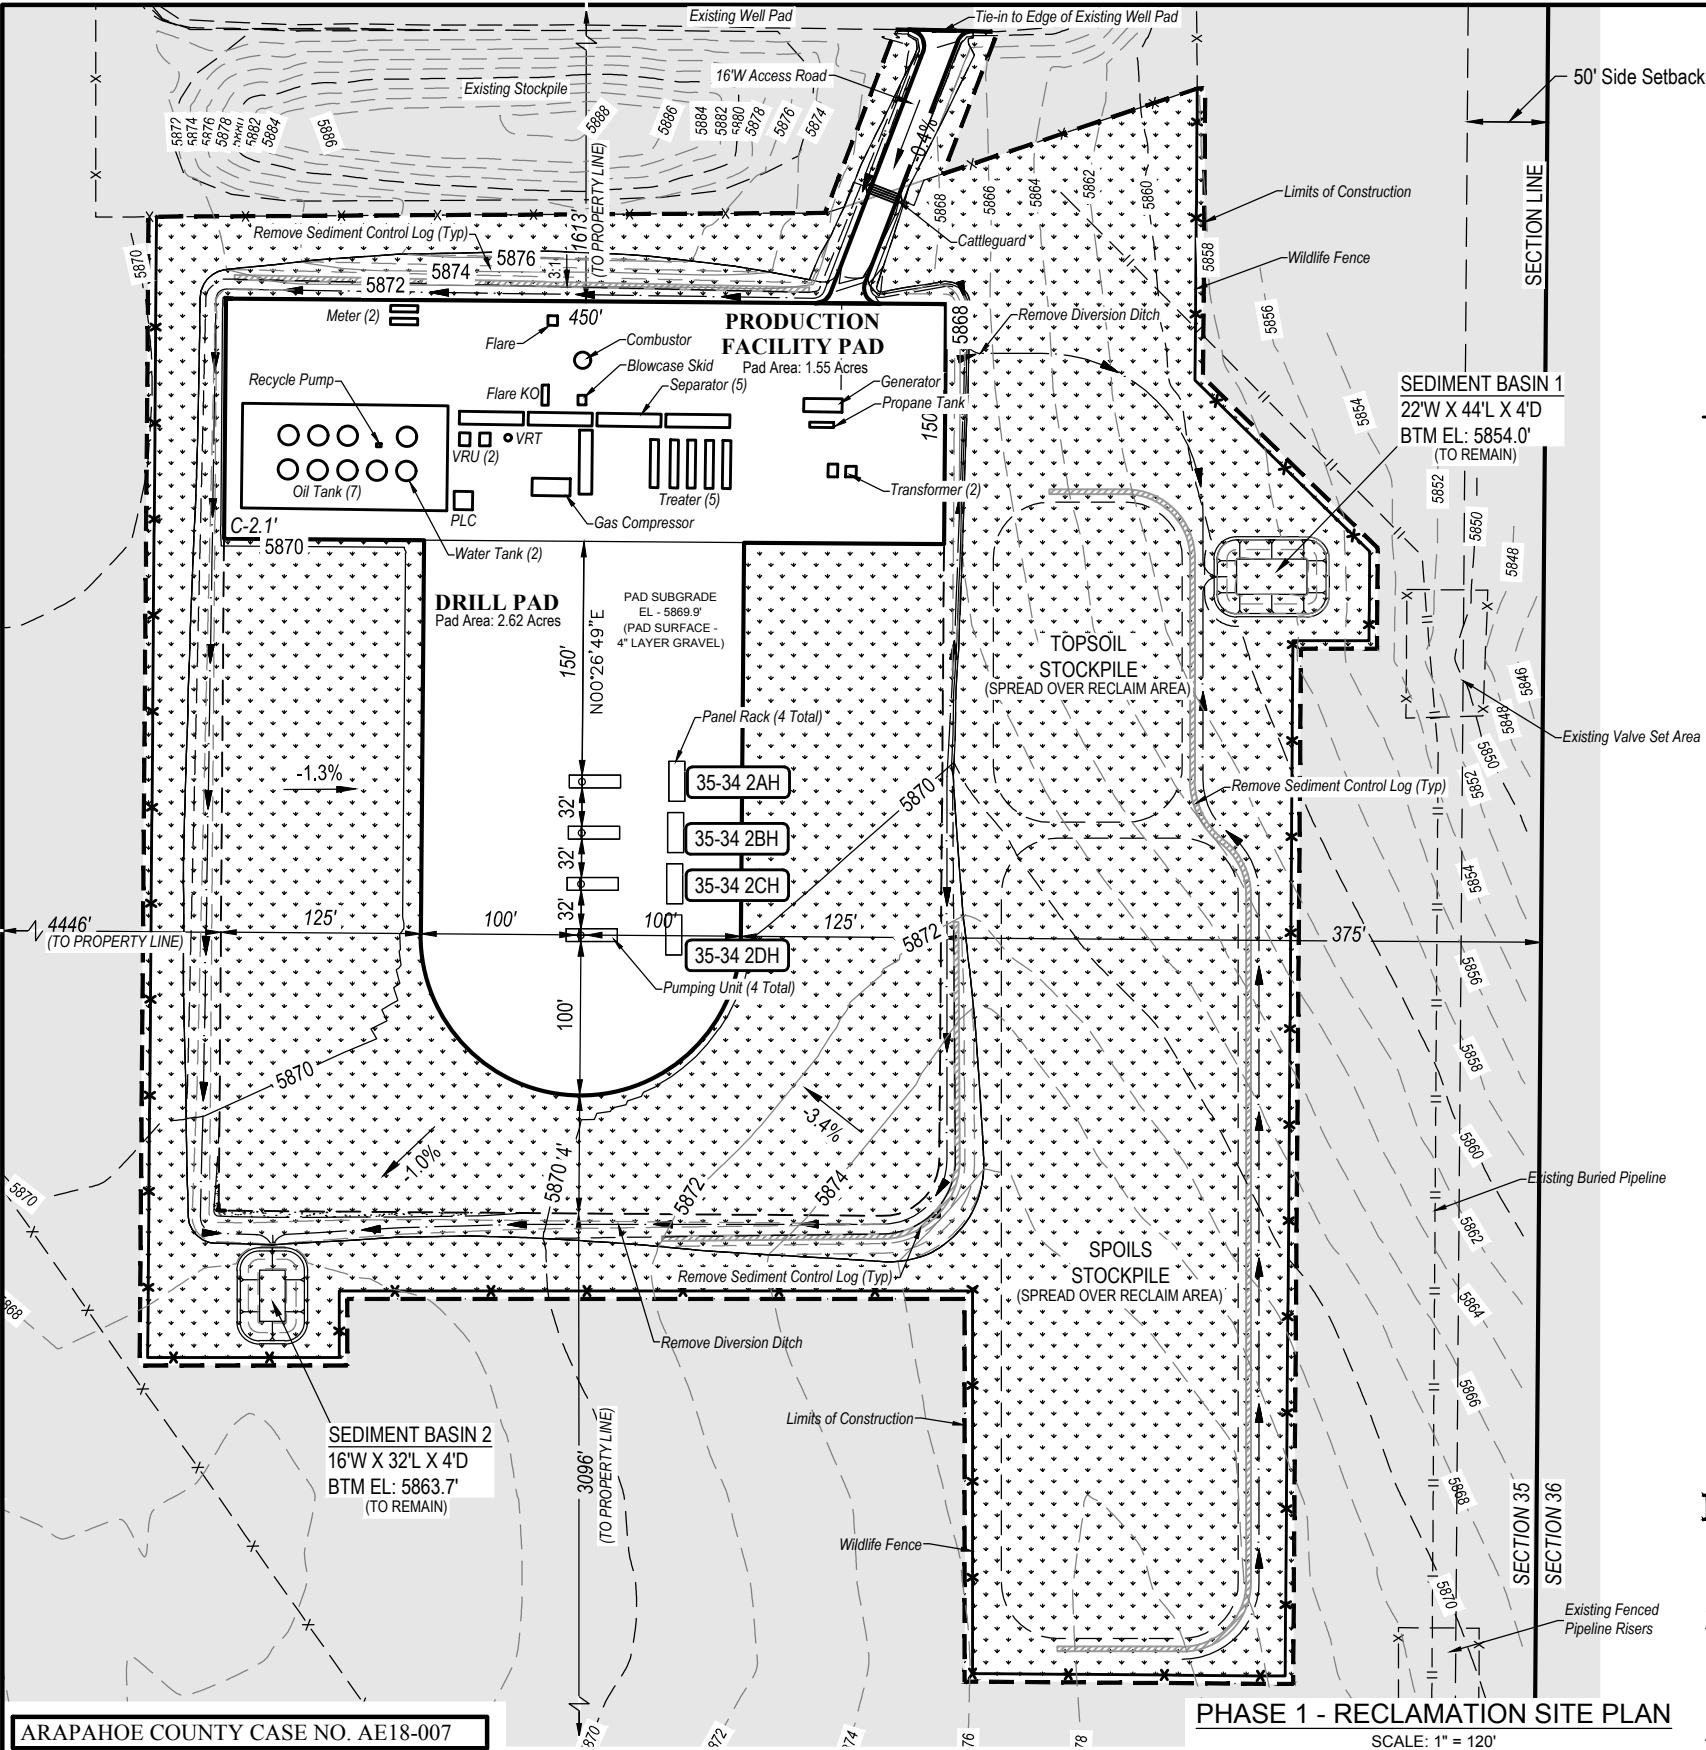 Existing Well Pad
Tie-in to Edge of Existing Well Pad
16'W Access Road
50' Side Setback
Existing Stockpile
5872
5874
5876
5878
5882
5884
5886
5888
5886
5884
5882
5880
5878
5876
5874
-0.4%
1613'
(TO PROPERTY LINE)
5868
5866
5864
5862
5860
5858
5856
5854
5852
5850
5848
5846
SECTION LINE
Limits of Construction
Remove Sediment Control Log (Typ)
Cattleguard
Wildlife Fence
5870
5876
5874
5872
3:1
Meter (2)
450'
Flare
Combustor
Blowcase Skid
Separator (5)
PRODUCTION
FACILITY PAD
Pad Area: 1.55 Acres
5868
Remove Diversion Ditch
Recycle Pump
Flare KO
Generator
Propane Tank
150'
SEDIMENT BASIN 1
22'W X 44'L X 4'D
BTM EL: 5854.0'
(TO REMAIN)
VRT
VRU (2)
Oil Tank (7)
PLC
Treater (5)
Transformer (2)
Gas Compressor
C-2.1'
5870
Water Tank (2)
DRILL PAD
Pad Area: 2.62 Acres
PAD SUBGRADE
EL - 5869.9'
(PAD SURFACE -
4" LAYER GRAVEL)
150'
N00°26'49"E
TOPSOIL
STOCKPILE
(SPREAD OVER RECLAIM AREA)
Panel Rack (4 Total)
Existing Valve Set Area
5848
5850
5852
5854
5856
5858
5860
5862
5864
5866
5868
5870
-1.3%
35-34 2AH
35-34 2BH
35-34 2CH
35-34 2DH
32'
32'
32'
5870
Remove Sediment Control Log (Typ)
4446'
(TO PROPERTY LINE)
125'
100'
100'
125'
5872
375'
Pumping Unit (4 Total)
100'
5870
-1.0%
-3.4%
5870
5872
5874
5870
Existing Buried Pipeline
SPOILS
STOCKPILE
(SPREAD OVER RECLAIM AREA)
Remove Sediment Control Log (Typ)
Remove Diversion Ditch
SEDIMENT BASIN 2
16'W X 32'L X 4'D
BTM EL: 5863.7'
(TO REMAIN)
3096'
(TO PROPERTY LINE)
Limits of Construction
Wildlife Fence
SECTION 35
SECTION 36
Existing Fenced
Pipeline Risers
ARAPAHOE COUNTY CASE NO. AE18-007
PHASE 1 - RECLAMATION SITE PLAN
SCALE: 1" = 120'